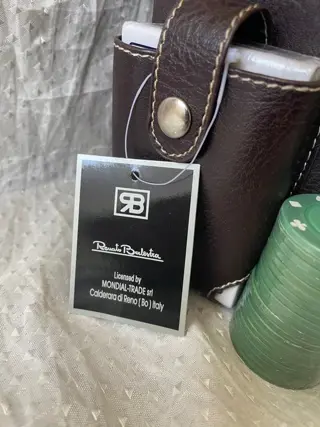 RB
Renato Balestra
Licensed by
MONDIAL-TRADE srl
Calderara di Reno (Bo) Italy